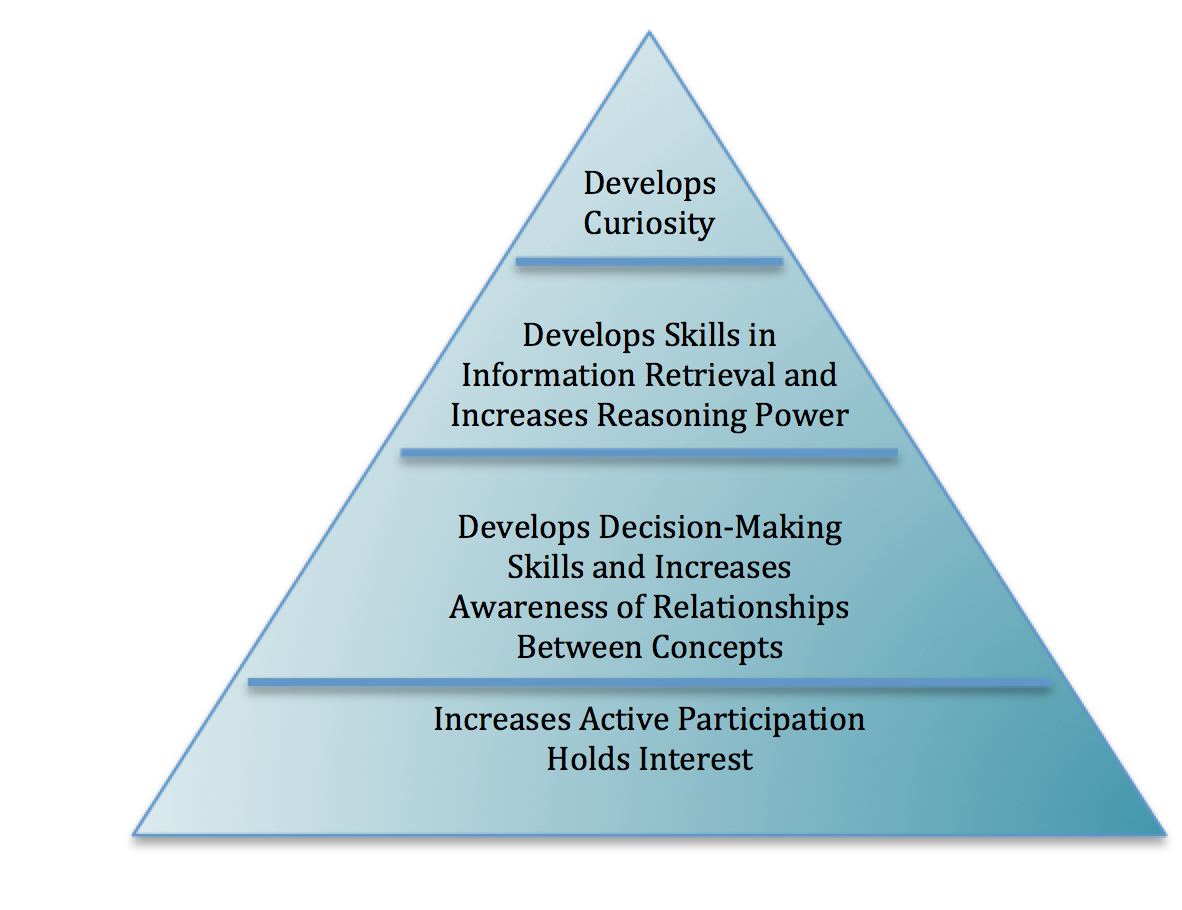 Develops
Curiosity
Develops Skills in
Information Retrieval and
Increases Reasoning Power
Develops Decision-Making
Skills and Increases
Awareness of Relationships
Between Concepts
Increases Active Participation
Holds Interest